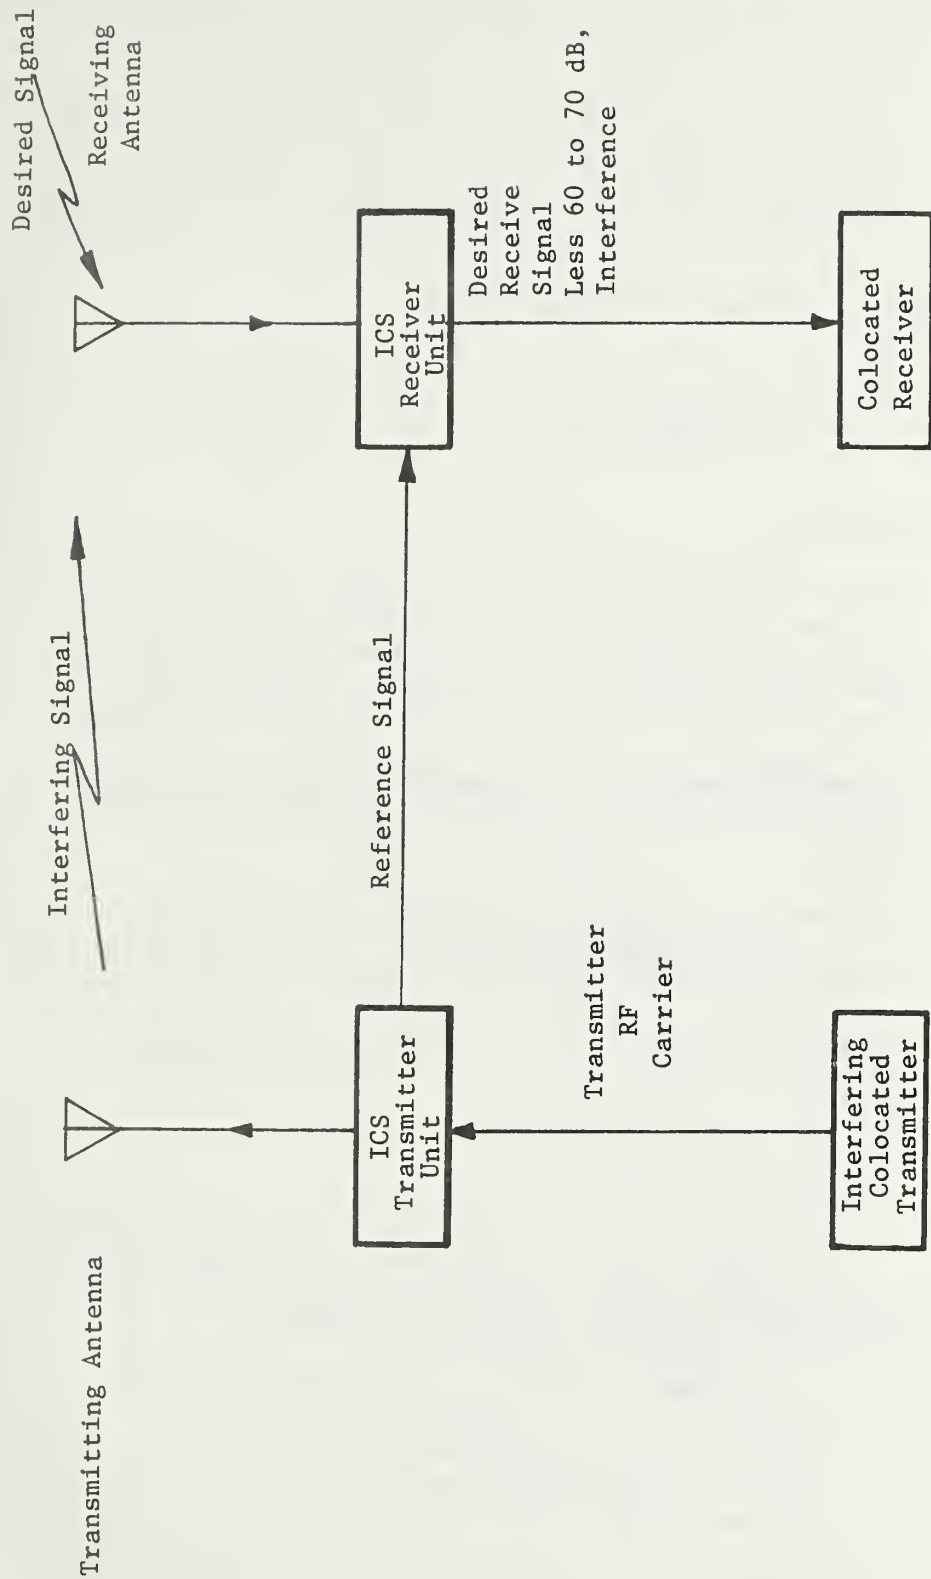 Transmitting Antenna
Interfering Signal
Desired Signal
Receiving
Antenna
ICS
Transmitter
Unit
Reference Signal
ICS
Receiver
Unit
Transmitter
RF
Carrier
Desired
Receive
Signal
Less 60 to 70 dB,
Interference
Interfering
Colocated
Transmitter
Colocated
Receiver